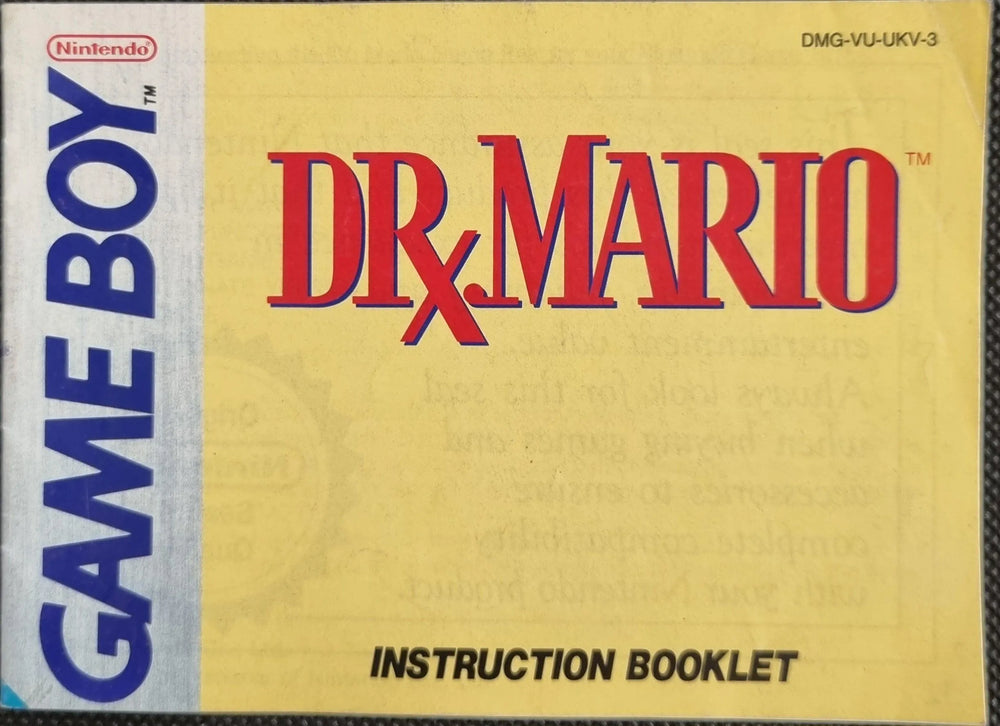 Nintendo
GAME BOY™
DMG-VU-UKV-3
DR. MARIO™
INSTRUCTION BOOKLET
entertainment value.
Always look for this seal
when buying games and
accessories to ensure
complete compatibility
with your Nintendo product.